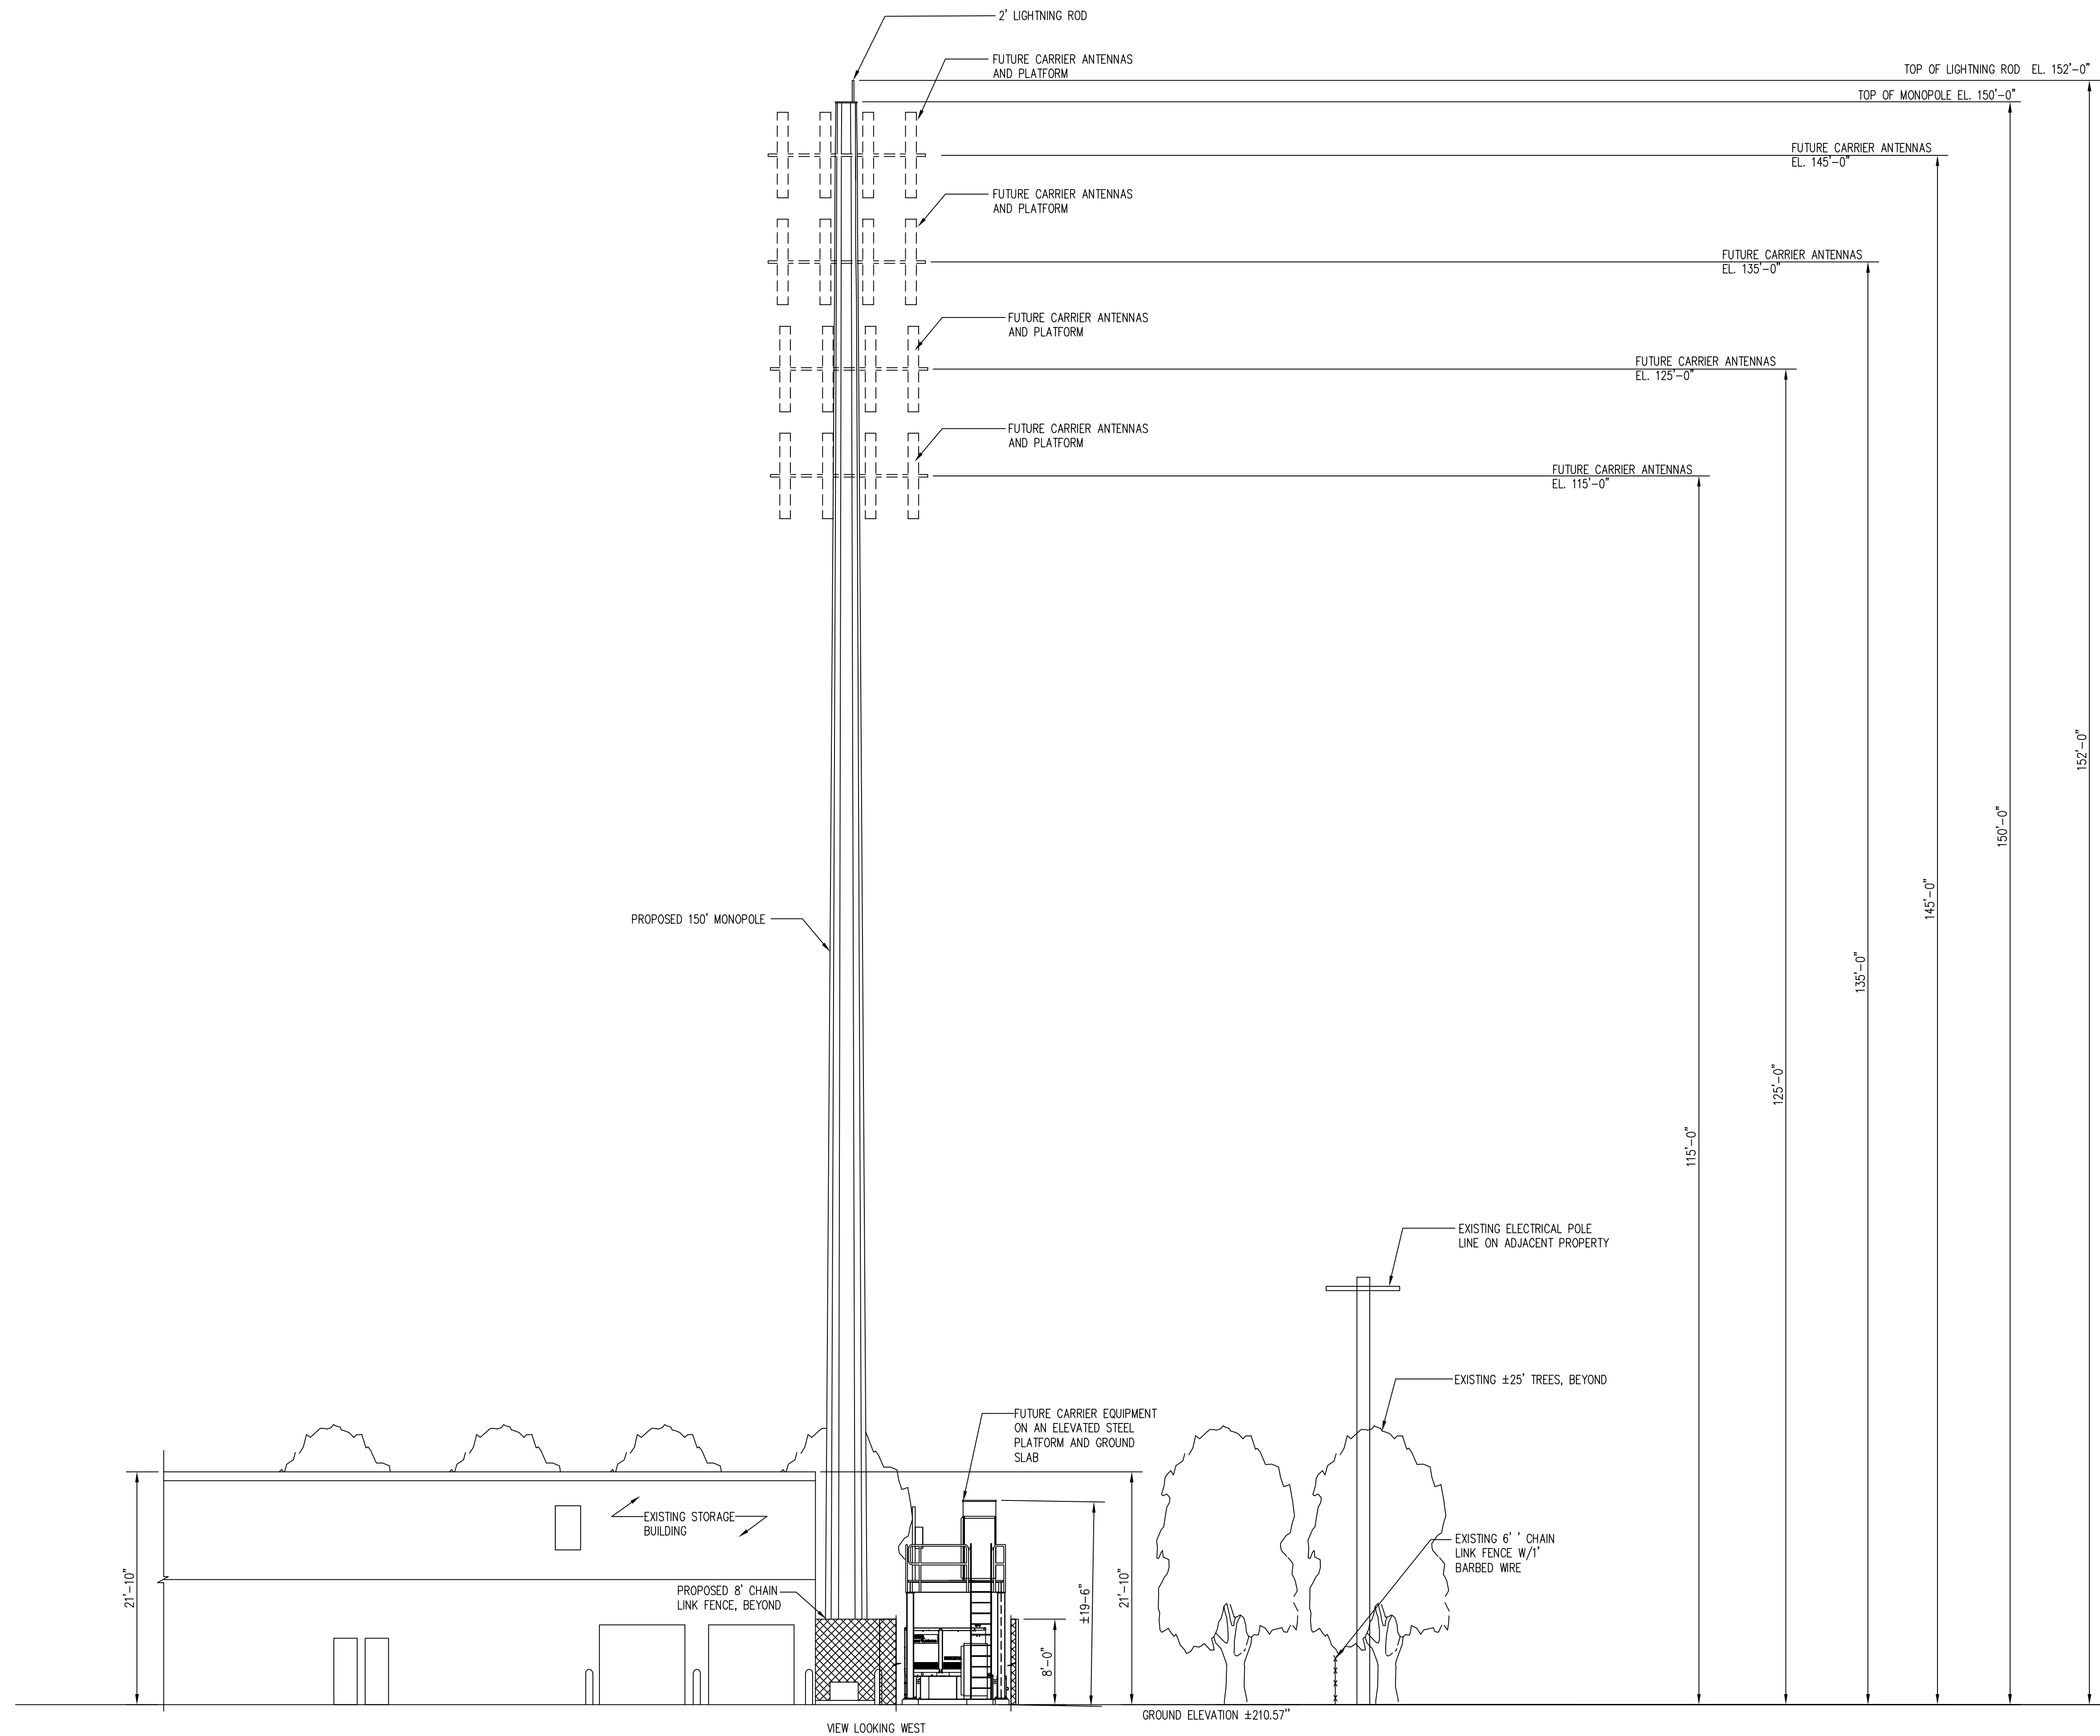 2' LIGHTNING ROD
FUTURE CARRIER ANTENNAS
AND PLATFORM
TOP OF LIGHTNING ROD EL. 152'-0"
TOP OF MONOPOLE EL. 150'-0"
FUTURE CARRIER ANTENNAS
EL. 145'-0"
FUTURE CARRIER ANTENNAS
AND PLATFORM
FUTURE CARRIER ANTENNAS
EL. 135'-0"
FUTURE CARRIER ANTENNAS
AND PLATFORM
FUTURE CARRIER ANTENNAS
EL. 125'-0"
FUTURE CARRIER ANTENNAS
AND PLATFORM
FUTURE CARRIER ANTENNAS
EL. 115'-0"
152'-0"
150'-0"
145'-0"
135'-0"
125'-0"
115'-0"
PROPOSED 150' MONOPOLE
EXISTING ELECTRICAL POLE
LINE ON ADJACENT PROPERTY
EXISTING ±25' TREES, BEYOND
FUTURE CARRIER EQUIPMENT
ON AN ELEVATED STEEL
PLATFORM AND GROUND
SLAB
EXISTING STORAGE
BUILDING
EXISTING 6' ' CHAIN
LINK FENCE W/1'
BARBED WIRE
PROPOSED 8' CHAIN
LINK FENCE, BEYOND
21'-10"
±19-6"
21'-10"
8'-0"
GROUND ELEVATION ±210.57''
VIEW LOOKING WEST